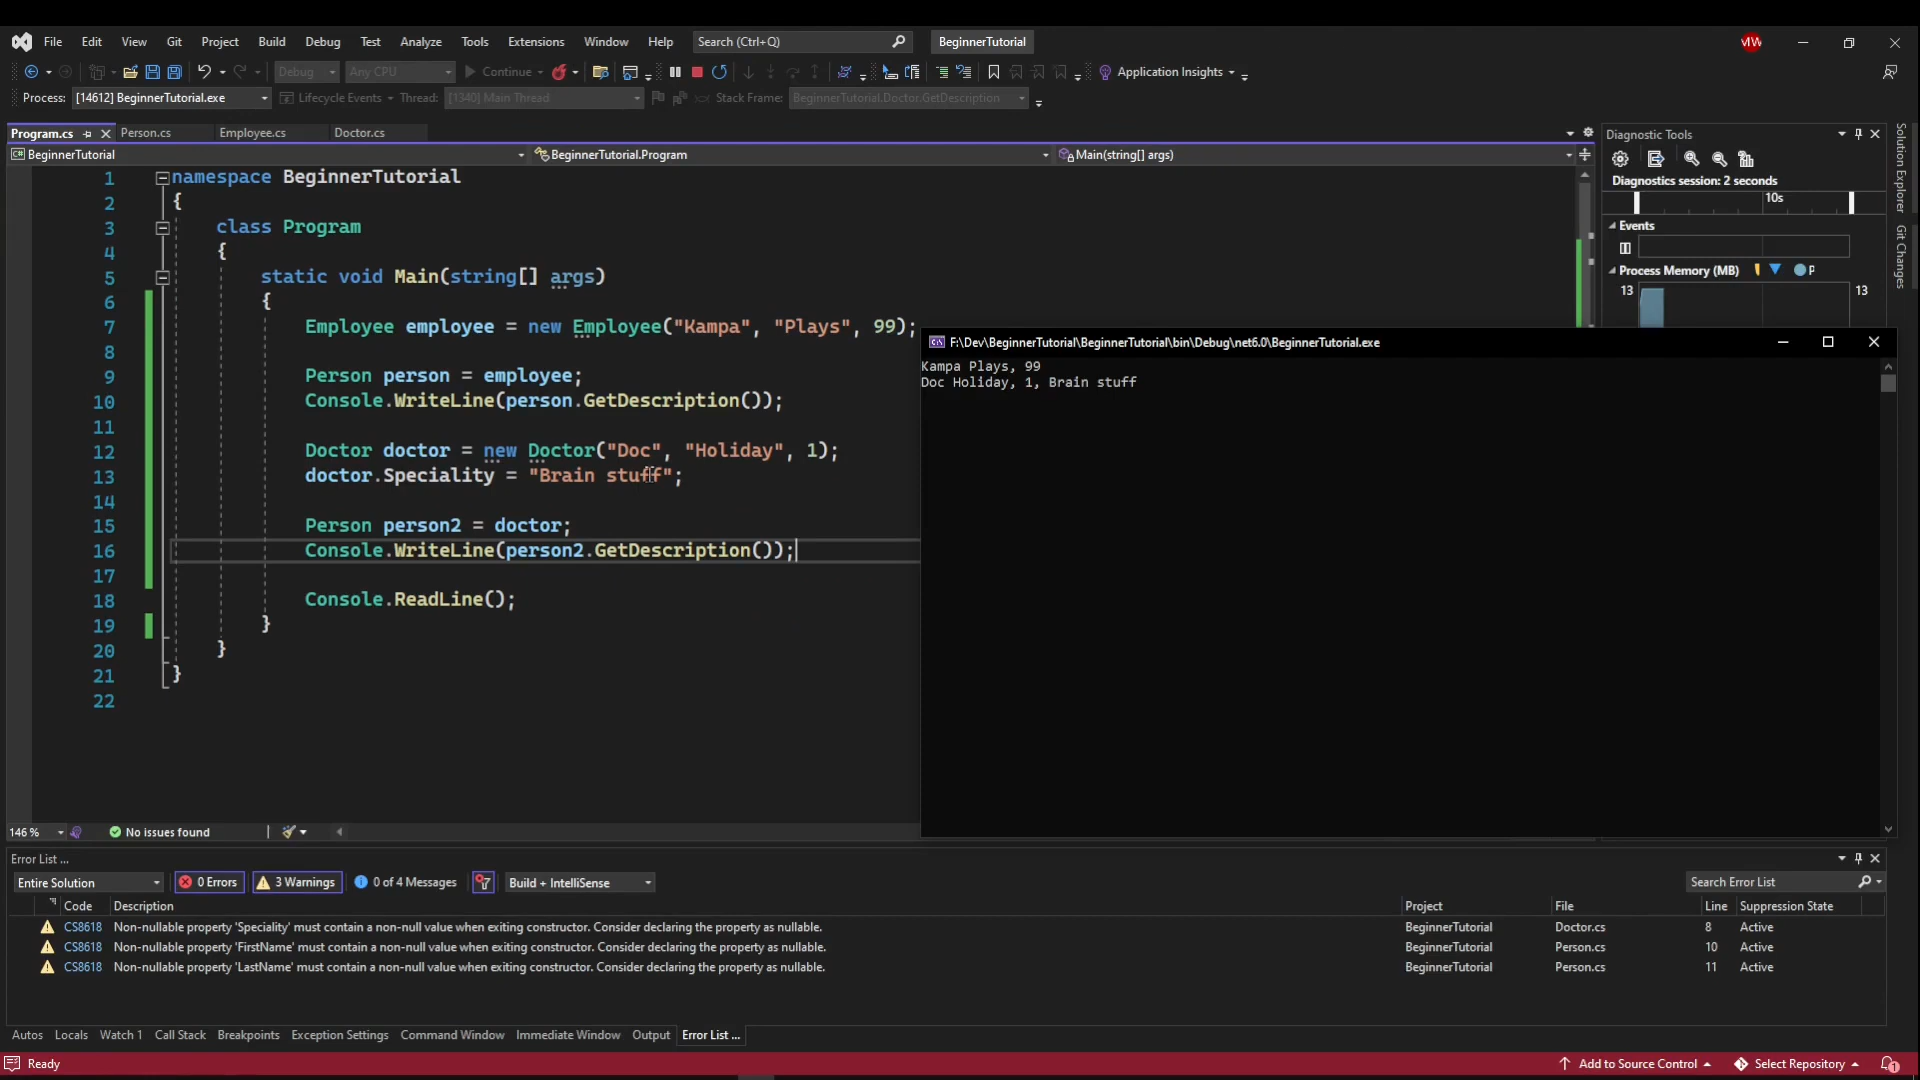 File Edit View Git Project Build Debug Test Analyze Tools Extensions Window Help Search (Ctrl+Q) BeginnerTutorial MW
Debug Any CPU Continue Application Insights
Process: [14612] BeginnerTutorial.exe Lifecycle Events Thread: [1340] Main Thread Stack Frame: BeginnerTutorial.Doctor.GetDescription
Program.cs Person.cs Employee.cs Doctor.cs
BeginnerTutorial BeginnerTutorial.Program Main(string[] args)
1 namespace BeginnerTutorial
2 {
3 class Program
4 {
5 static void Main(string[] args)
6 {
7 Employee employee = new Employee("Kampa", "Plays", 99);
8
9 Person person = employee;
10 Console.WriteLine(person.GetDescription());
11
12 Doctor doctor = new Doctor("Doc", "Holiday", 1);
13 doctor.Speciality = "Brain stuff";
14
15 Person person2 = doctor;
16 Console.WriteLine(person2.GetDescription());
17
18 Console.ReadLine();
19 }
20 }
21 }
22
Diagnostic Tools
Diagnostics session: 2 seconds
10s
Events
Process Memory (MB) P
13 13
Solution Explorer
Git Changes
F:\Dev\BeginnerTutorial\BeginnerTutorial\bin\Debug\net6.0\BeginnerTutorial.exe
Kampa Plays, 99
Doc Holiday, 1, Brain stuff
146 % No issues found
Error List ...
Entire Solution 0 Errors 3 Warnings 0 of 4 Messages Build + IntelliSense Search Error List
Code Description Project File Line Suppression State
CS8618 Non-nullable property 'Speciality' must contain a non-null value when exiting constructor. Consider declaring the property as nullable. BeginnerTutorial Doctor.cs 8 Active
CS8618 Non-nullable property 'FirstName' must contain a non-null value when exiting constructor. Consider declaring the property as nullable. BeginnerTutorial Person.cs 10 Active
CS8618 Non-nullable property 'LastName' must contain a non-null value when exiting constructor. Consider declaring the property as nullable. BeginnerTutorial Person.cs 11 Active
Autos Locals Watch 1 Call Stack Breakpoints Exception Settings Command Window Immediate Window Output Error List ...
Ready Add to Source Control Select Repository 1